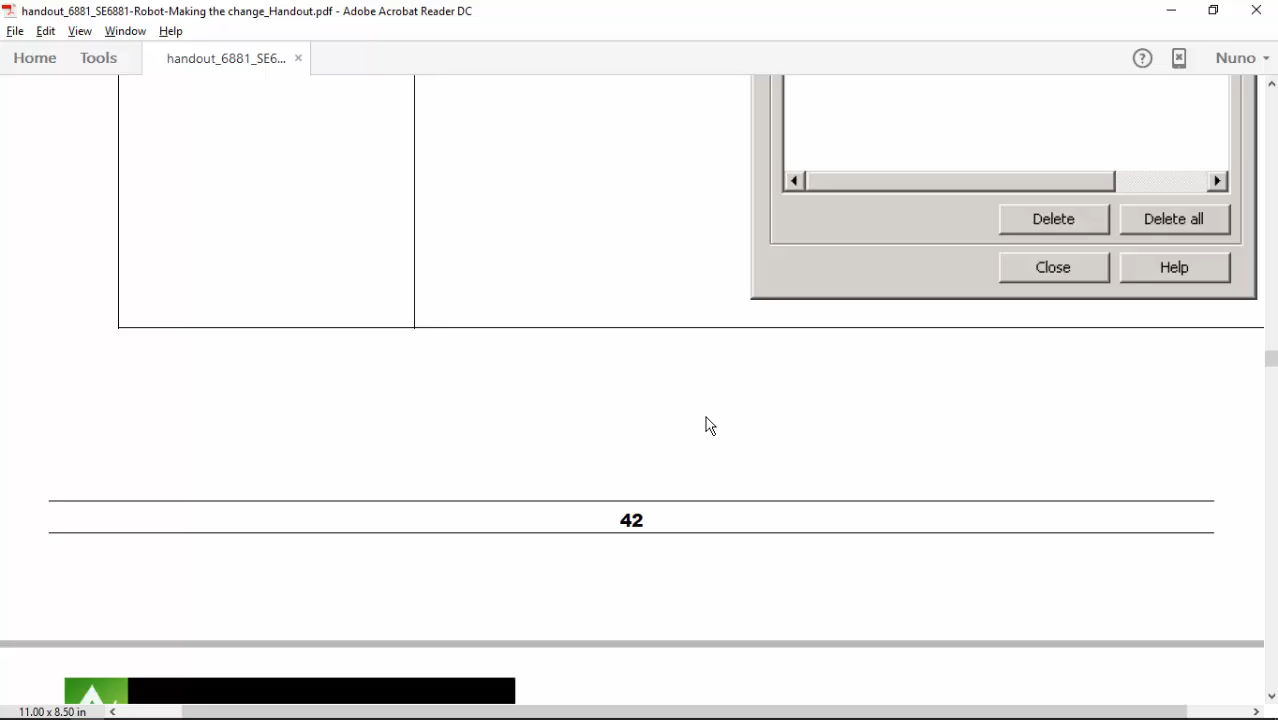 handout_6881_SE6881-Robot-Making the change_Handout.pdf - Adobe Acrobat Reader DC
File Edit View Window Help
Home Tools handout_6881_SE6... × Nuno
Delete Delete all
Close Help
42
11.00 x 8.50 in